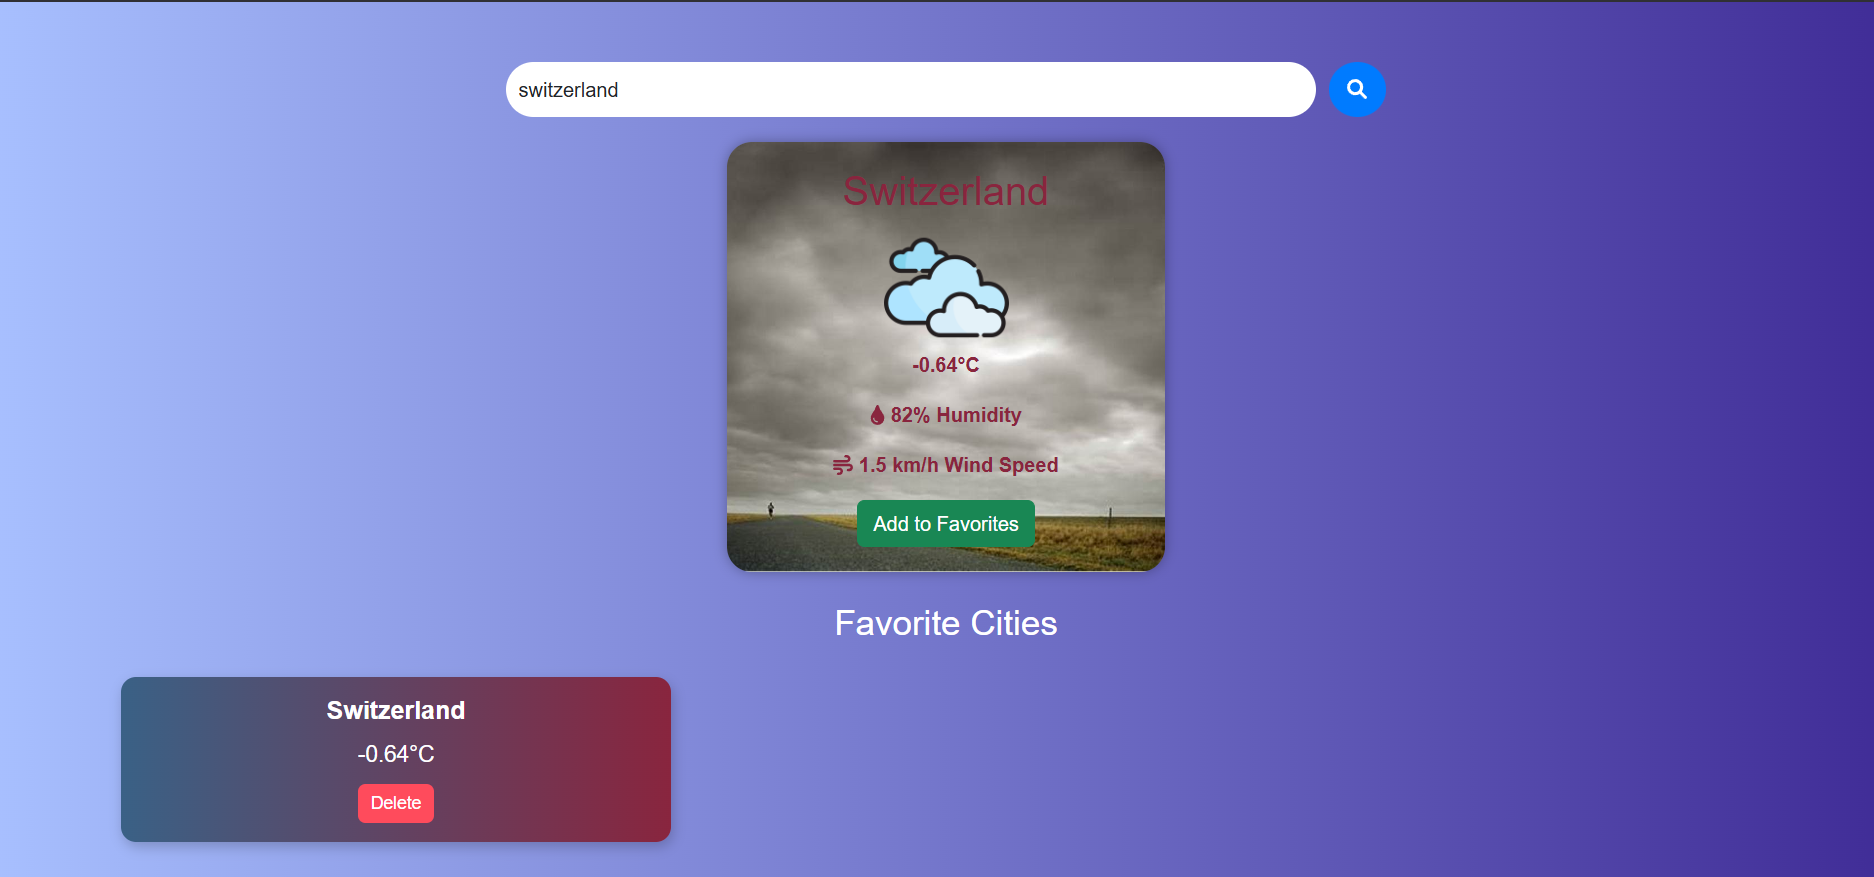 switzerland
Switzerland
-0.64°C
82% Humidity
1.5 km/h Wind Speed
Add to Favorites
Favorite Cities
Switzerland
-0.64°C
Delete